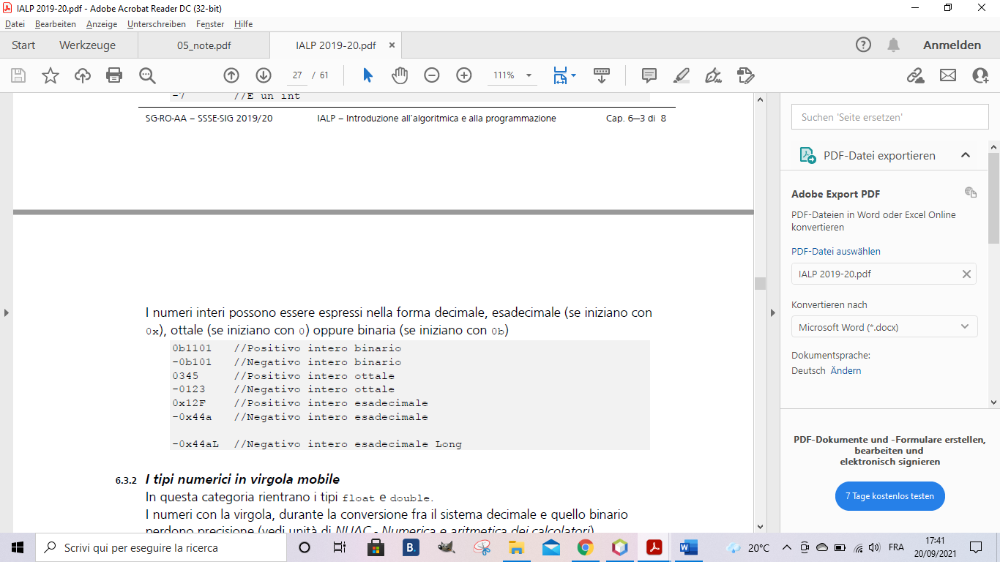 IALP 2019-20.pdf - Adobe Acrobat Reader DC (32-bit)
Datei Bearbeiten Anzeige Unterschreiben Fenster Hilfe
Start Werkzeuge 05_note.pdf IALP 2019-20.pdf × Anmelden
27 / 61 111%
-7 //È un int
SG-RO-AA – SSSE-SIG 2019/20 IALP – Introduzione all'algoritmica e alla programmazione Cap. 6—3 di 8
I numeri interi possono essere espressi nella forma decimale, esadecimale (se iniziano con
0x), ottale (se iniziano con 0) oppure binaria (se iniziano con 0b)
0b1101 //Positivo intero binario
-0b101 //Negativo intero binario
0345 //Positivo intero ottale
-0123 //Negativo intero ottale
0x12F //Positivo intero esadecimale
-0x44a //Negativo intero esadecimale
-0x44aL //Negativo intero esadecimale Long
6.3.2 I tipi numerici in virgola mobile
In questa categoria rientrano i tipi float e double.
I numeri con la virgola, durante la conversione fra il sistema decimale e quello binario
perdono precisione (vedi unità di NUAC - Numerica e aritmetica dei calcolatori)
Suchen 'Seite ersetzen'
PDF-Datei exportieren
Adobe Export PDF
PDF-Dateien in Word oder Excel Online
konvertieren
PDF-Datei auswählen
IALP 2019-20.pdf
Konvertieren nach
Microsoft Word (*.docx)
Dokumentsprache:
Deutsch Ändern
PDF-Dokumente und -Formulare erstellen,
bearbeiten und
elektronisch signieren
7 Tage kostenlos testen
Scrivi qui per eseguire la ricerca
B.
20°C
FRA
17:41
20/09/2021